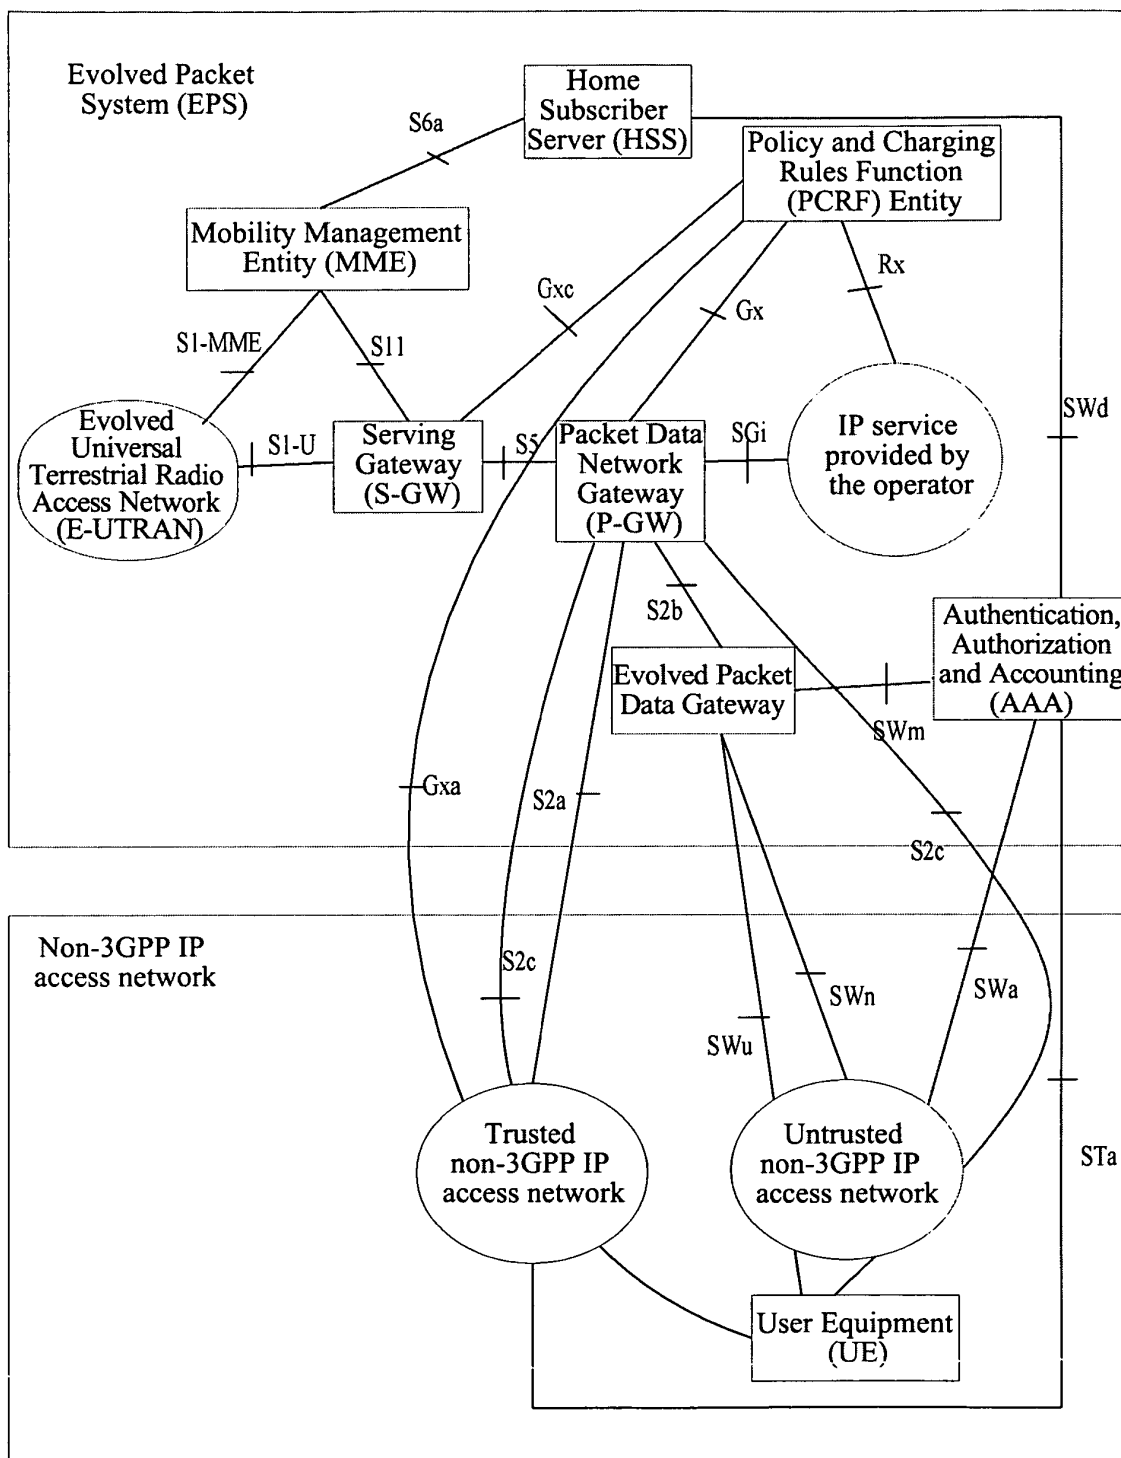 Evolved Packet
System (EPS)
Home
Subscriber
Server (HSS)
S6a
Policy and Charging
Rules Function
(PCRF) Entity
Mobility Management
Entity (MME)
Gxc
Rx
Gx
S1-MME
S11
SWd
Evolved
Universal
Terrestrial Radio
Access Network
(E-UTRAN)
S1-U
Serving
Gateway
(S-GW)
S5
Packet Data
Network
Gateway
(P-GW)
SGi
IP service
provided by
the operator
S2b
Authentication,
Authorization
and Accounting
(AAA)
Evolved Packet
Data Gateway
SWm
Gxa
S2a
S2c
Non-3GPP IP
access network
S2c
SWn
SWa
SWu
Trusted
non-3GPP IP
access network
Untrusted
non-3GPP IP
access network
STa
User Equipment
(UE)